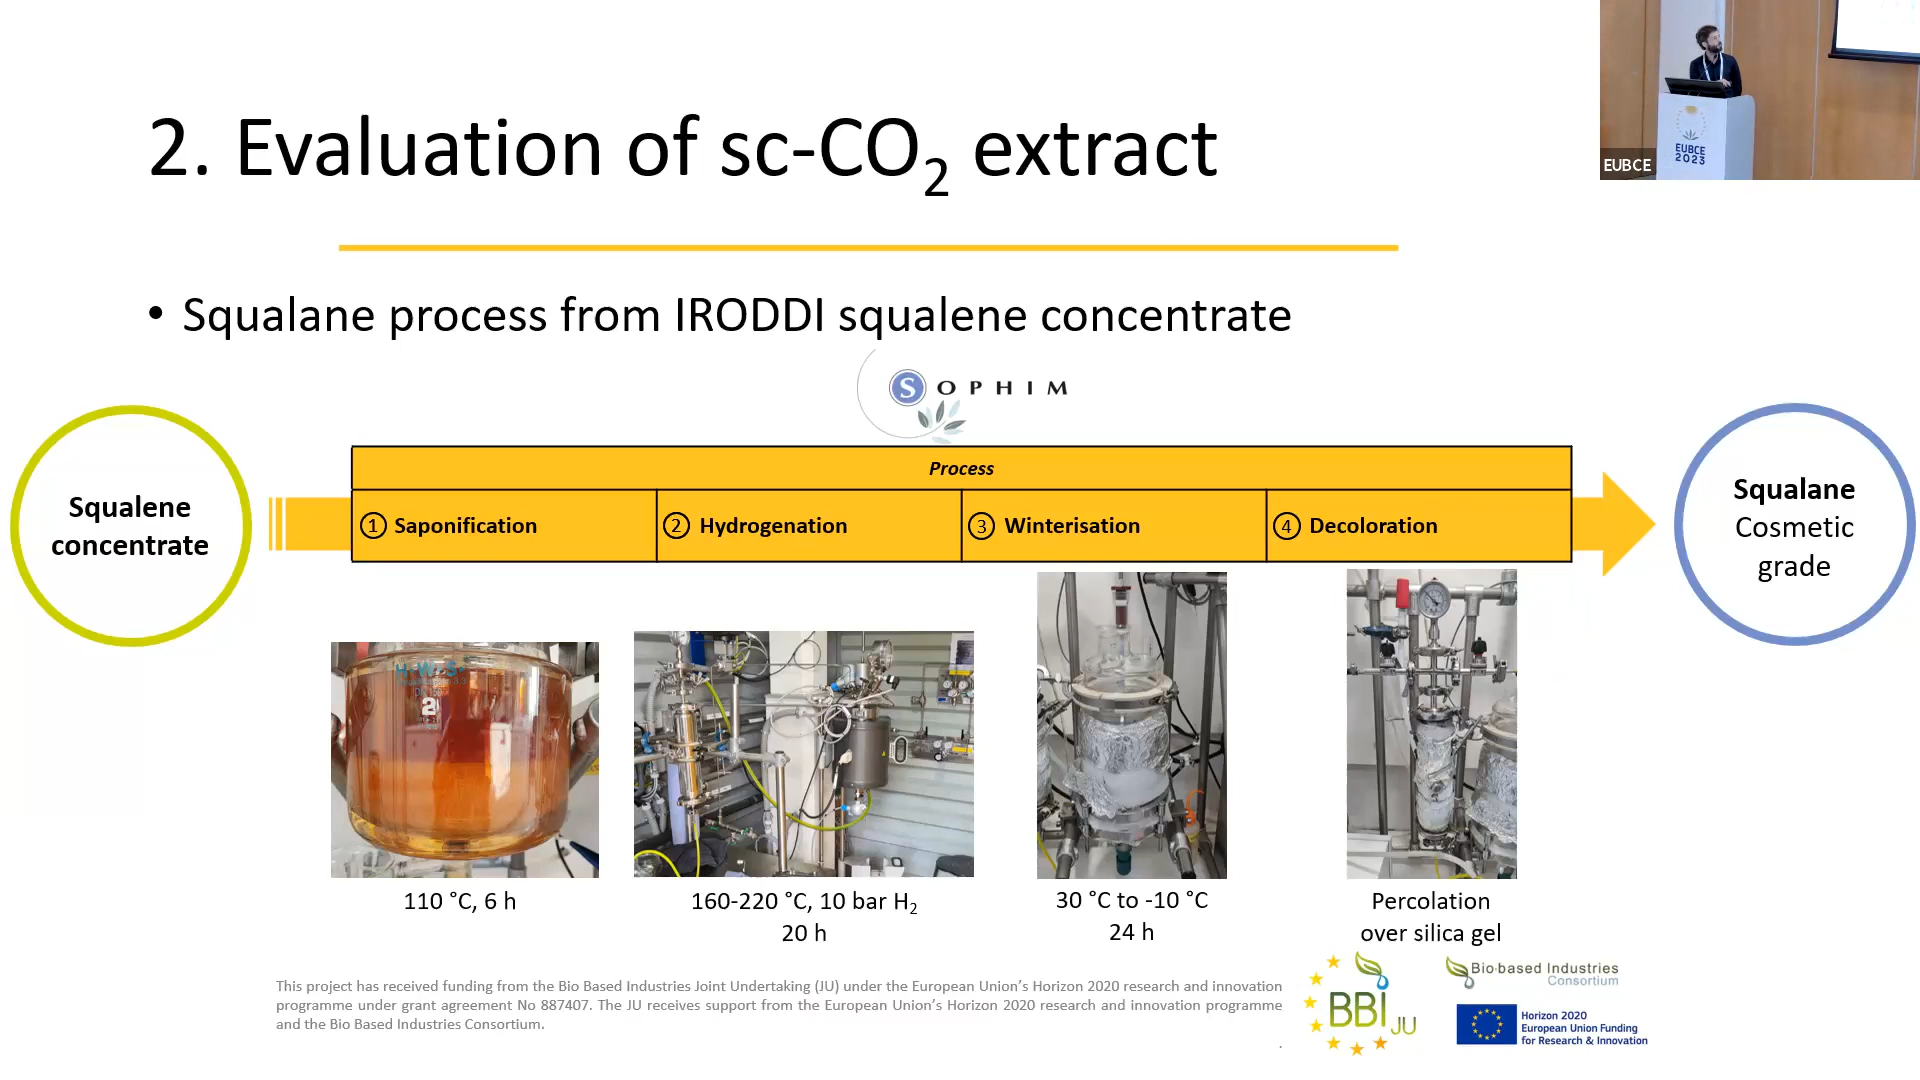 2. Evaluation of sc-CO2 extract
EUBCE
EUBCE
2023
• Squalane process from IRODDI squalene concentrate
SOPHIM
Squalene
concentrate
Process
1 Saponification
2 Hydrogenation
3 Winterisation
4 Decoloration
Squalane
Cosmetic
grade
H·W·S·
2
110 °C, 6 h
160-220 °C, 10 bar H2
20 h
30 °C to -10 °C
24 h
Percolation
over silica gel
This project has received funding from the Bio Based Industries Joint Undertaking (JU) under the European Union's Horizon 2020 research and innovation
programme under grant agreement No 887407. The JU receives support from the European Union's Horizon 2020 research and innovation programme
and the Bio Based Industries Consortium.
.
BBI JU
Bio-based Industries
Consortium
Horizon 2020
European Union Funding
for Research & Innovation